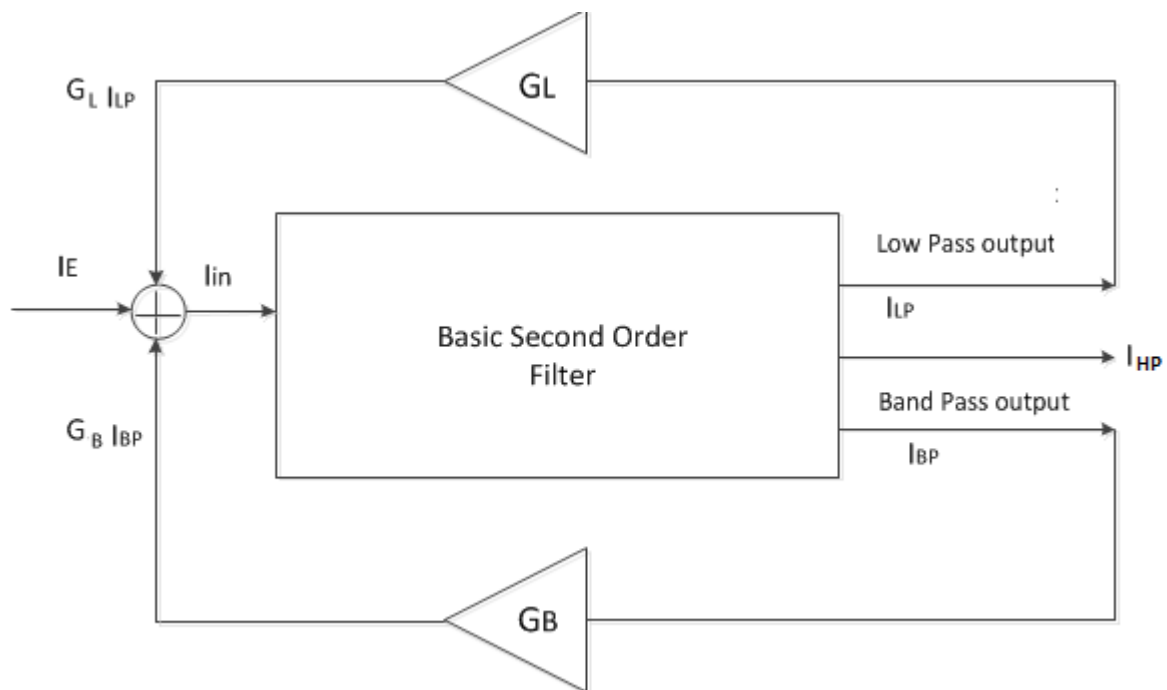 GL
GL ILP
:
Low Pass output
IE
Iin
ILP
Basic Second Order
Filter
IHP
Band Pass output
GB IBP
IBP
GB